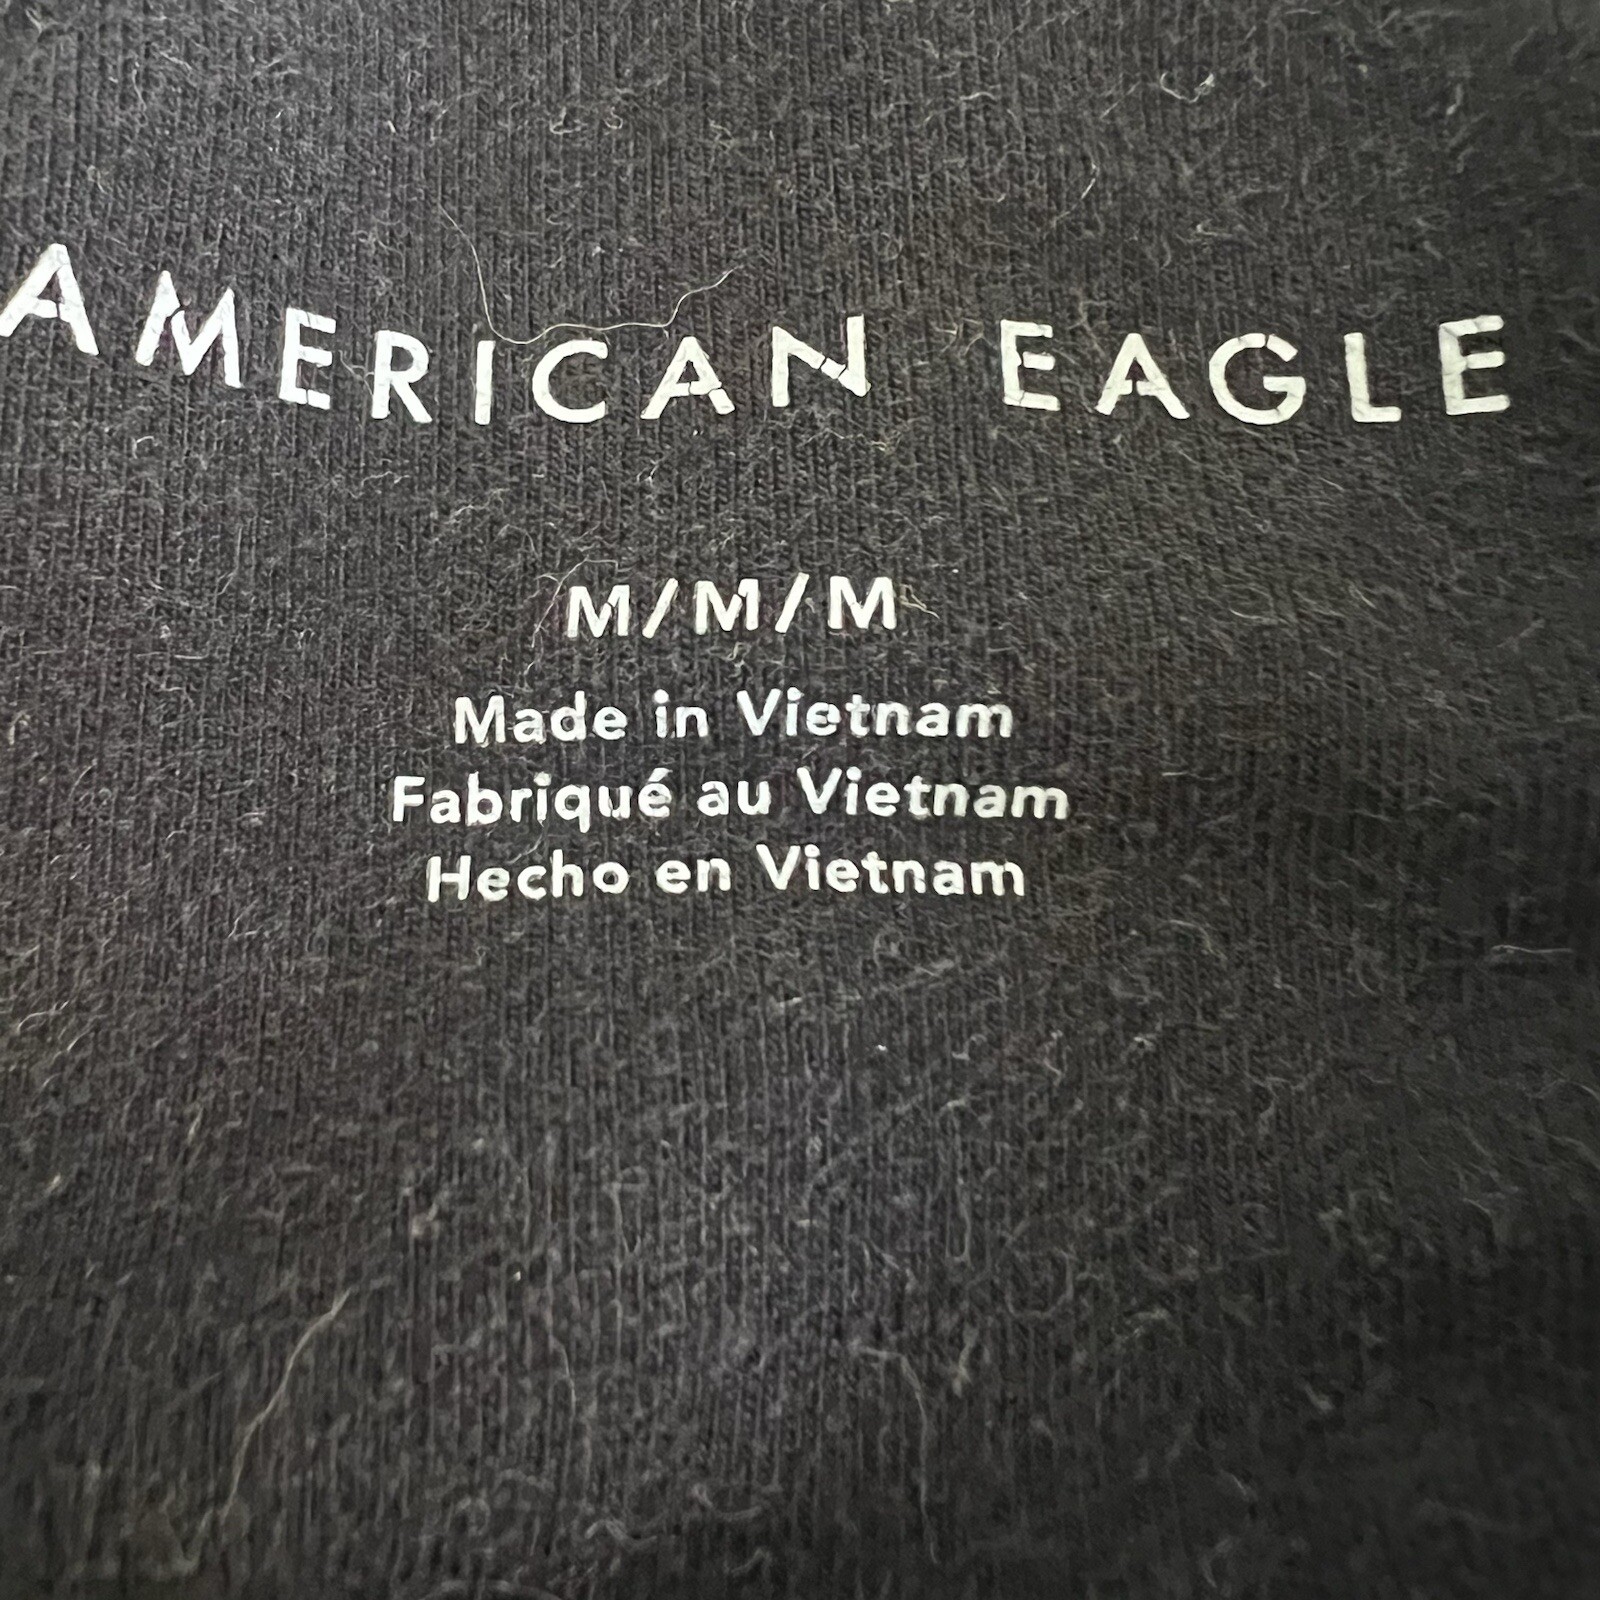 AMERICAN EAGLE
M/M/M
Made in Vietnam
Fabriqué au Vietnam
Hecho en Vietnam